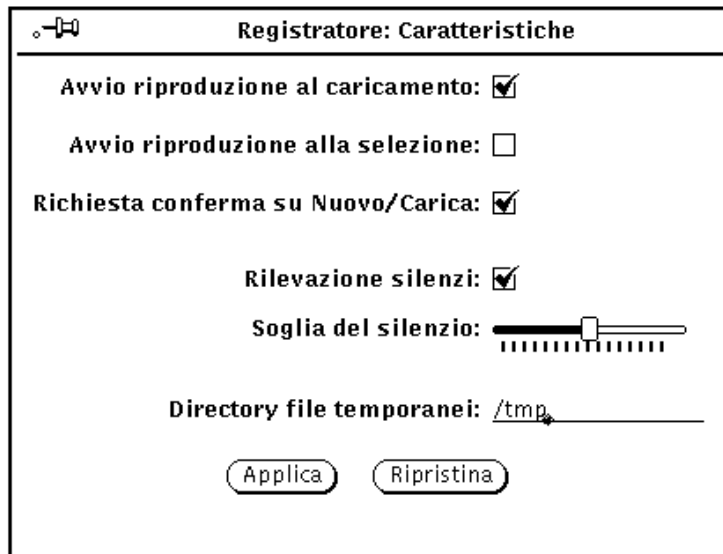 Registratore: Caratteristiche
Avvio riproduzione al caricamento:
Avvio riproduzione alla selezione:
Richiesta conferma su Nuovo/Carica:
Rilevazione silenzi:
Soglia del silenzio:
Directory file temporanei: /tmp
Applica Ripristina